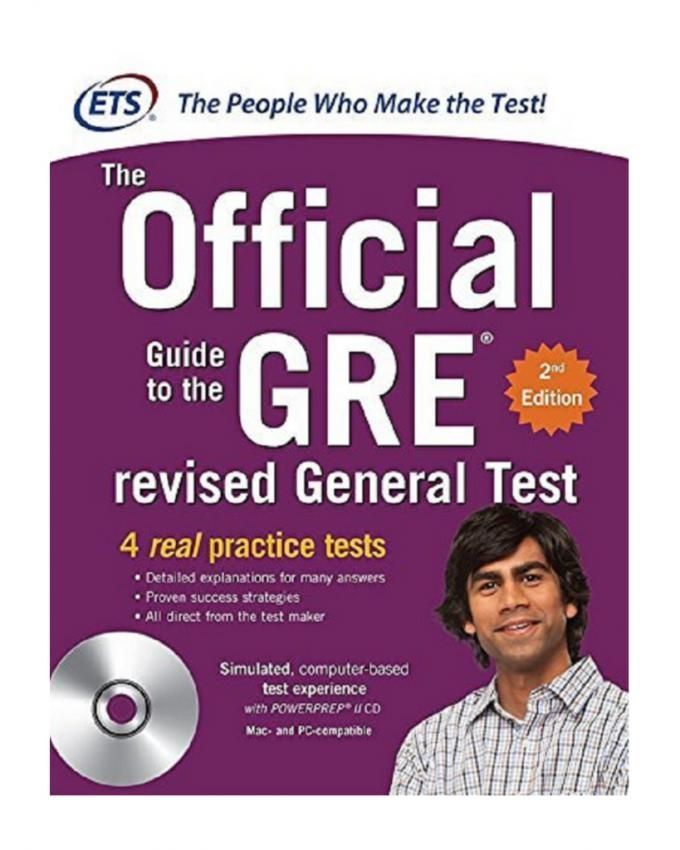 ETS® The People Who Make the Test!
The
Official
Guide
to the
GRE®
2nd
Edition
revised General Test
4 real practice tests
• Detailed explanations for many answers
• Proven success strategies
• All direct from the test maker
Simulated, computer-based
test experience
with POWERPREP® II CD
Mac- and PC-compatible